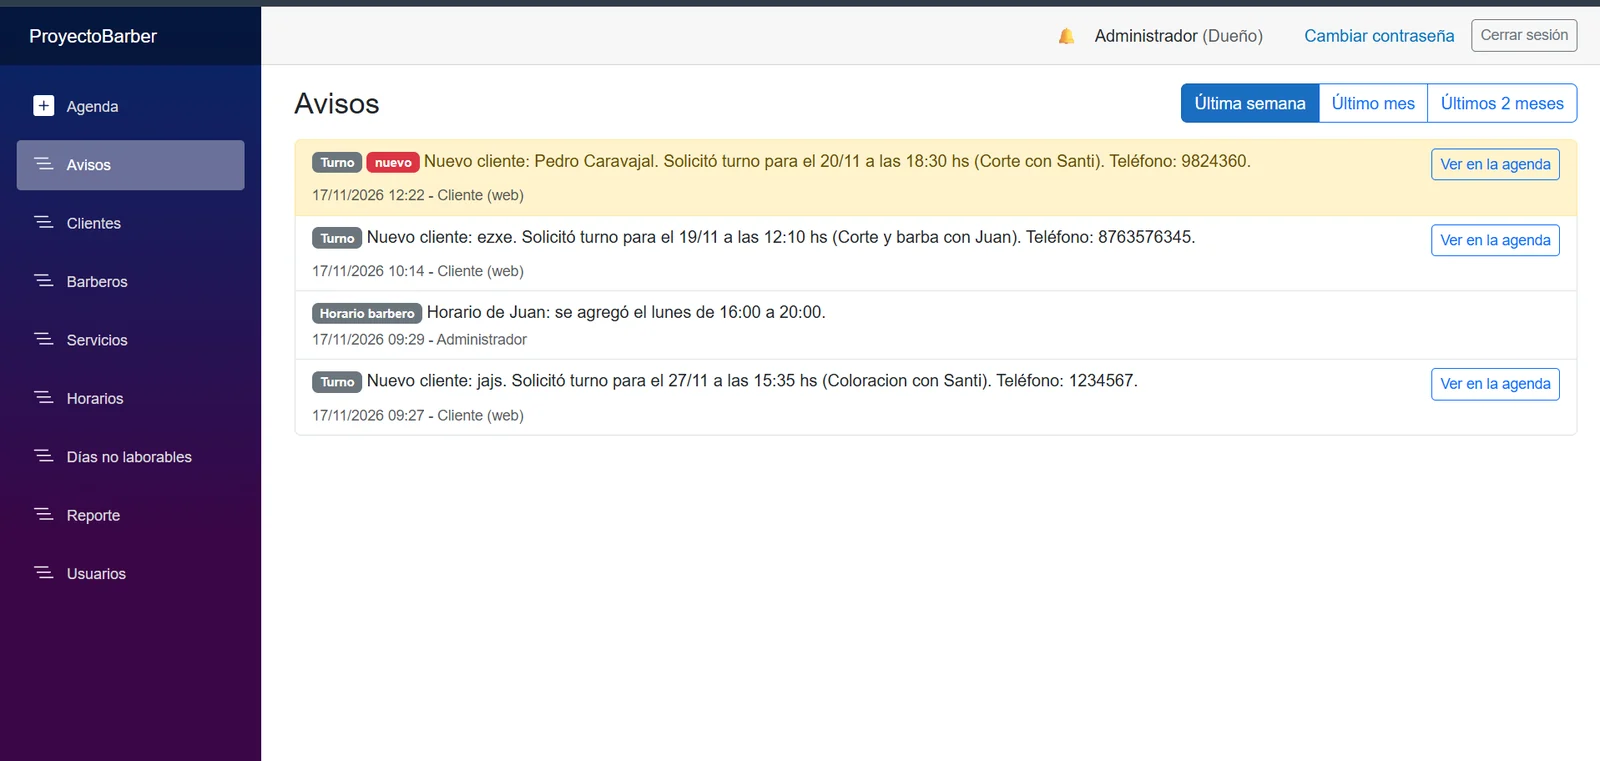 ProyectoBarber
Administrador (Dueño)
Cambiar contraseña
Cerrar sesión
Agenda
Avisos
Clientes
Barberos
Servicios
Horarios
Días no laborables
Reporte
Usuarios
Avisos
Última semana
Último mes
Últimos 2 meses
Turno nuevo Nuevo cliente: Pedro Caravajal. Solicitó turno para el 20/11 a las 18:30 hs (Corte con Santi). Teléfono: 9824360.
Ver en la agenda
17/11/2026 12:22 - Cliente (web)
Turno Nuevo cliente: ezxe. Solicitó turno para el 19/11 a las 12:10 hs (Corte y barba con Juan). Teléfono: 8763576345.
Ver en la agenda
17/11/2026 10:14 - Cliente (web)
Horario barbero Horario de Juan: se agregó el lunes de 16:00 a 20:00.
17/11/2026 09:29 - Administrador
Turno Nuevo cliente: jajs. Solicitó turno para el 27/11 a las 15:35 hs (Coloracion con Santi). Teléfono: 1234567.
Ver en la agenda
17/11/2026 09:27 - Cliente (web)